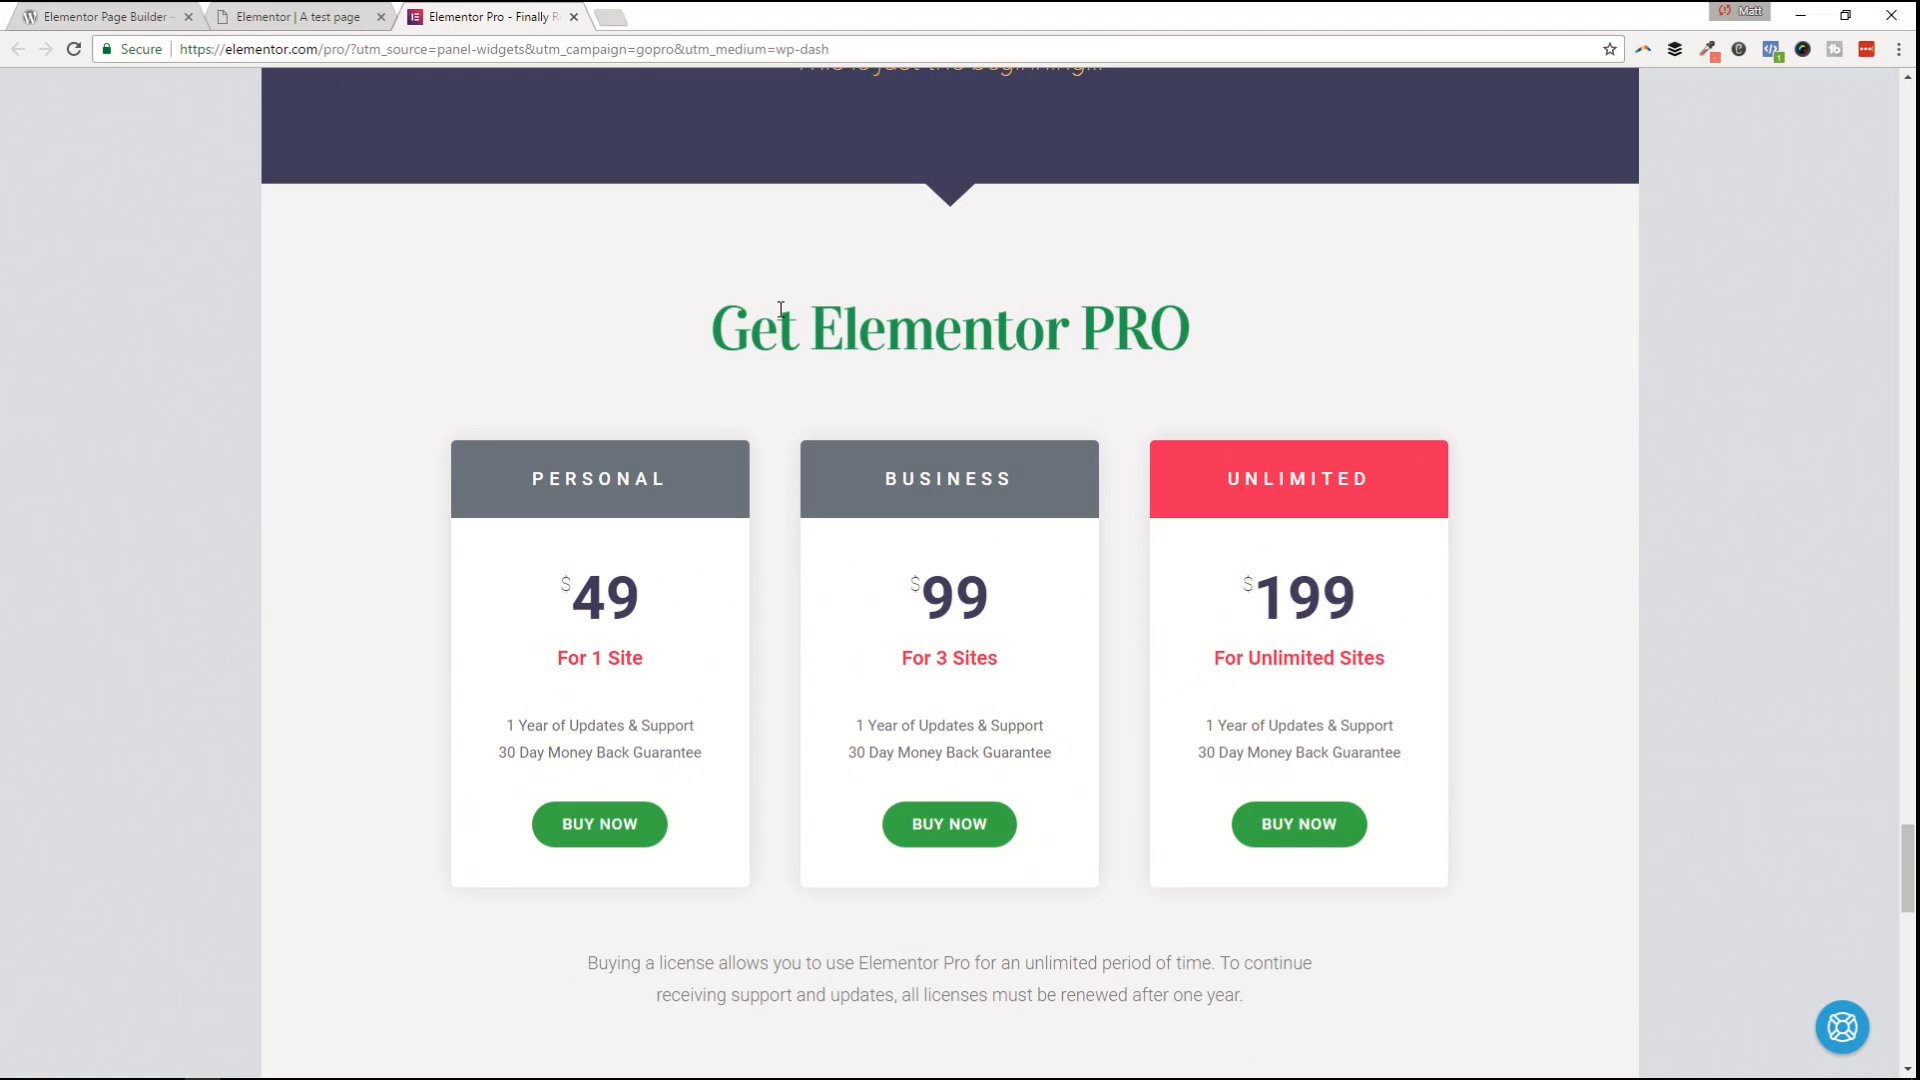 Elementor Page Builder -
Elementor | A test page
Elementor Pro - Finally R
Matt
Secure
https://elementor.com/pro/?utm_source=panel-widgets&utm_campaign=gopro&utm_medium=wp-dash
This is just the beginning...
Get Elementor PRO
PERSONAL
$49
For 1 Site
1 Year of Updates & Support
30 Day Money Back Guarantee
BUY NOW
BUSINESS
$99
For 3 Sites
1 Year of Updates & Support
30 Day Money Back Guarantee
BUY NOW
UNLIMITED
$199
For Unlimited Sites
1 Year of Updates & Support
30 Day Money Back Guarantee
BUY NOW
Buying a license allows you to use Elementor Pro for an unlimited period of time. To continue
receiving support and updates, all licenses must be renewed after one year.